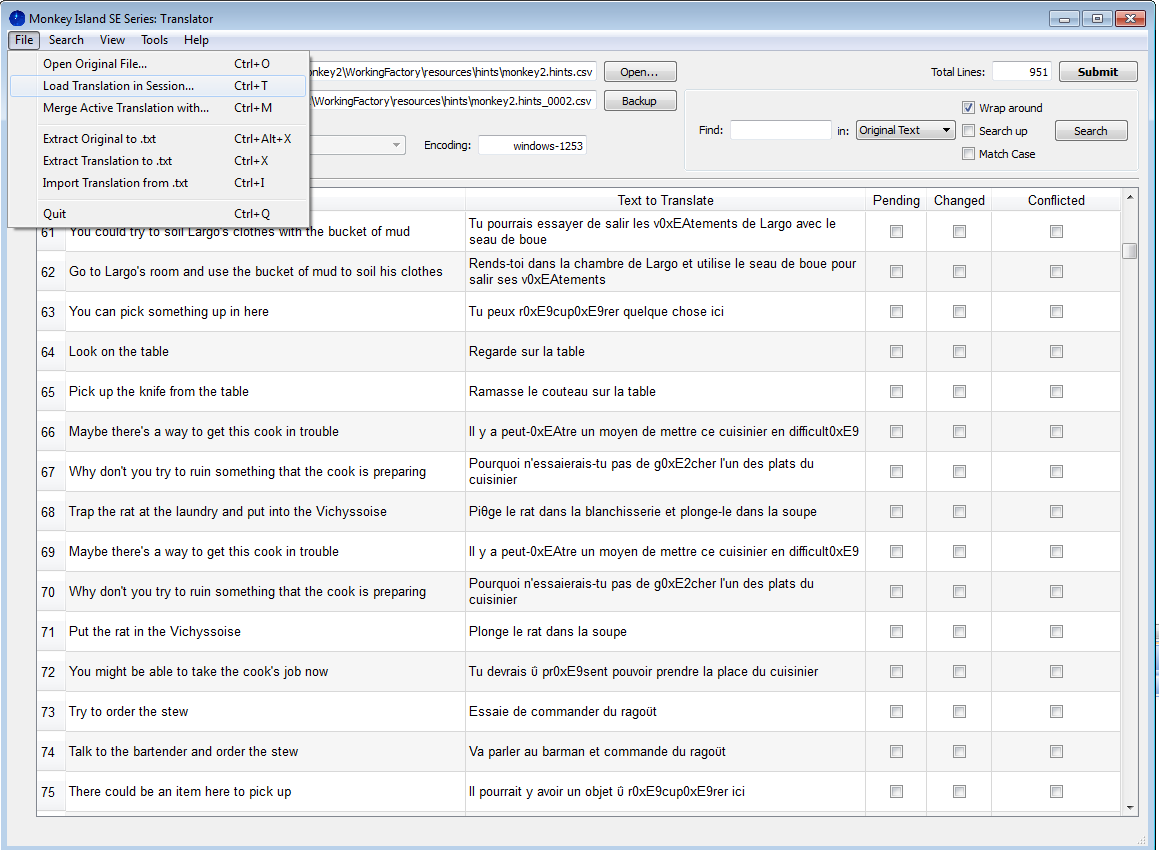 Monkey Island SE Series: Translator
File Search View Tools Help
Open Original File... Ctrl+O
Load Translation in Session... Ctrl+T
Merge Active Translation with... Ctrl+M
Extract Original to .txt Ctrl+Alt+X
Extract Translation to .txt Ctrl+X
Import Translation from .txt Ctrl+I
Quit Ctrl+Q
onkey2\WorkingFactory\resources\hints\monkey2.hints.csv Open... Total Lines: 951 Submit
\WorkingFactory\resources\hints\monkey2.hints_0002.csv Backup
Encoding: windows-1253
Find: in: Original Text Search
Wrap around
Search up
Match Case
Text to Translate Pending Changed Conflicted
61 You could try to soil Largo's clothes with the bucket of mud
Tu pourrais essayer de salir les v0xEAtements de Largo avec le
seau de boue
62 Go to Largo's room and use the bucket of mud to soil his clothes
Rends-toi dans la chambre de Largo et utilise le seau de boue pour
salir ses v0xEAtements
63 You can pick something up in here Tu peux r0xE9cup0xE9rer quelque chose ici
64 Look on the table Regarde sur la table
65 Pick up the knife from the table Ramasse le couteau sur la table
66 Maybe there's a way to get this cook in trouble Il y a peut-0xEAtre un moyen de mettre ce cuisinier en difficult0xE9
67 Why don't you try to ruin something that the cook is preparing
Pourquoi n'essaierais-tu pas de g0xE2cher l'un des plats du
cuisinier
68 Trap the rat at the laundry and put into the Vichyssoise Piθge le rat dans la blanchisserie et plonge-le dans la soupe
69 Maybe there's a way to get this cook in trouble Il y a peut-0xEAtre un moyen de mettre ce cuisinier en difficult0xE9
70 Why don't you try to ruin something that the cook is preparing
Pourquoi n'essaierais-tu pas de g0xE2cher l'un des plats du
cuisinier
71 Put the rat in the Vichyssoise Plonge le rat dans la soupe
72 You might be able to take the cook's job now Tu devrais ΰ pr0xE9sent pouvoir prendre la place du cuisinier
73 Try to order the stew Essaie de commander du ragoϋt
74 Talk to the bartender and order the stew Va parler au barman et commande du ragoϋt
75 There could be an item here to pick up Il pourrait y avoir un objet ΰ r0xE9cup0xE9rer ici